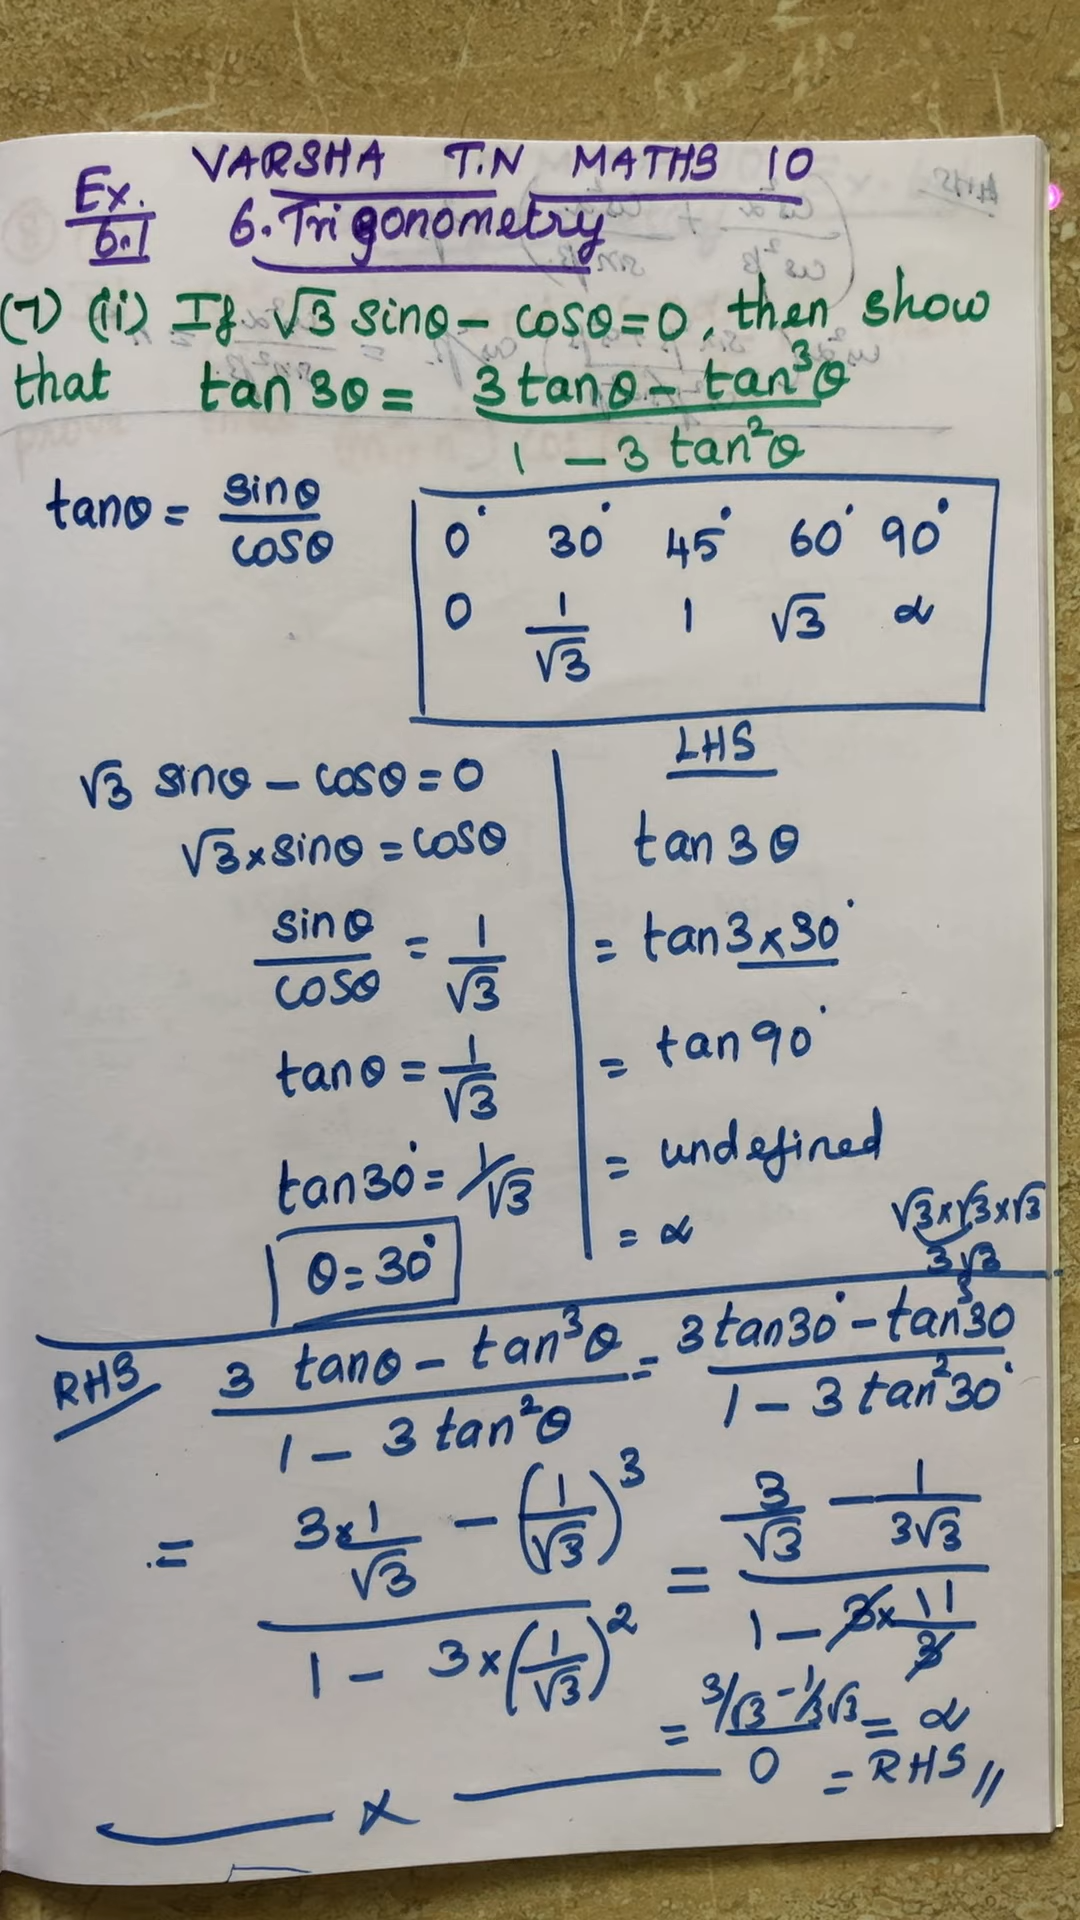 VARSHA T.N MATHS 10
Ex. 6.1
6. Trigonometry
(7) (ii) If √3 sinθ – cosθ = 0, then show
that tan 3θ = 3 tanθ – tan³θ / 1 – 3 tan²θ
tanθ = sinθ / cosθ
0° 30° 45° 60° 90°
0 1/√3 1 √3 α
√3 sinθ – cosθ = 0
√3 × sinθ = cosθ
sinθ / cosθ = 1/√3
tanθ = 1/√3
tan30° = 1/√3
θ = 30°
LHS
tan 3θ
= tan 3 × 30°
= tan 90°
= undefined
= α
√3 × √3 × √3
3√3
RHS 3 tanθ – tan³θ / 1 – 3 tan²θ = 3 tan30° – tan³30 / 1 – 3 tan²30°
= 3 × 1/√3 – (1/√3)³ / 1 – 3 × (1/√3)² = 3/√3 – 1/3√3 / 1 – 3 × 11/3
= 3/√3 – 1/3√3 / 0 = α
= RHS //
x